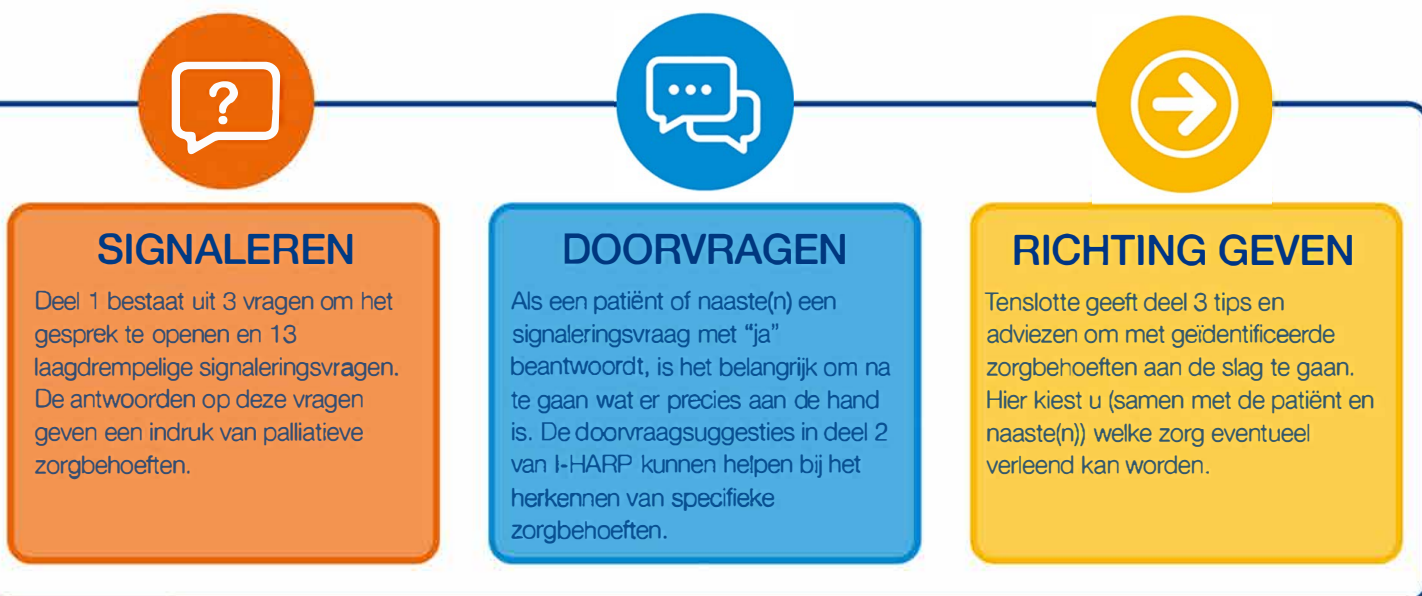 ?
SIGNALEREN
Deel 1 bestaat uit 3 vragen om het
gesprek te openen en 13
laagdrempelige signaleringsvragen.
De antwoorden op deze vragen
geven een indruk van palliatieve
zorgbehoeften.
DOORVRAGEN
Als een patiënt of naaste(n) een
signaleringsvraag met “ja”
beantwoordt, is het belangrijk om na
te gaan wat er precies aan de hand
is. De doorvraagsuggesties in deel 2
van I-HARP kunnen helpen bij het
herkennen van specifieke
zorgbehoeften.
RICHTING GEVEN
Tenslotte geeft deel 3 tips en
adviezen om met geïdentificeerde
zorgbehoeften aan de slag te gaan.
Hier kiest u (samen met de patiënt en
naaste(n)) welke zorg eventueel
verleend kan worden.